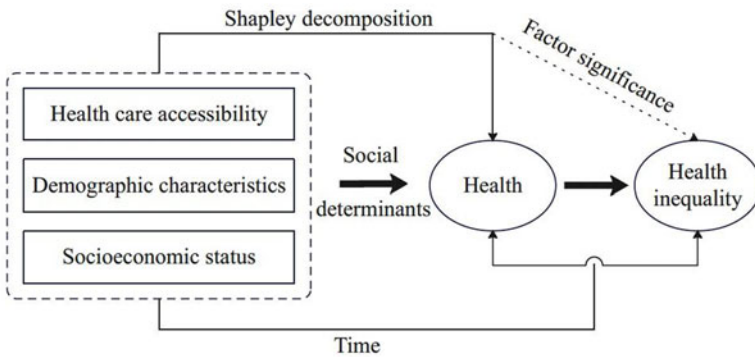 Shapley decomposition
Factor significance
Health care accessibility
Demographic characteristics
Socioeconomic status
Social
determinants
Health
Health
inequality
Time